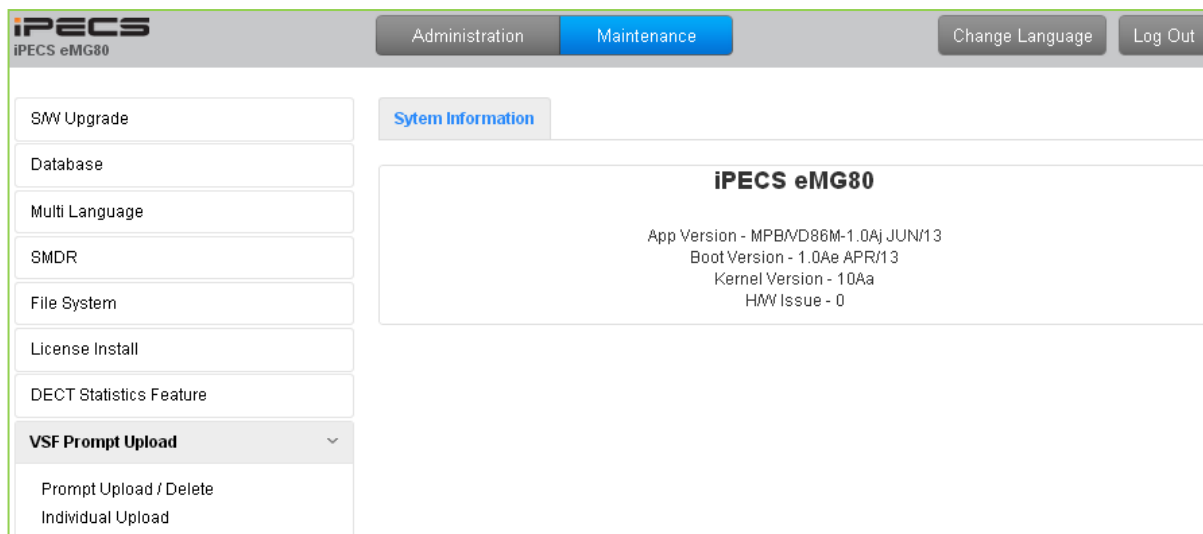 iPECS
iPECS eMG80
Administration
Maintenance
Change Language
Log Out
S/W Upgrade
Database
Multi Language
SMDR
File System
License Install
DECT Statistics Feature
VSF Prompt Upload
Prompt Upload / Delete
Individual Upload
Sytem Information
iPECS eMG80
App Version - MPB/VD86M-1.0Aj JUN/13
Boot Version - 1.0Ae APR/13
Kernel Version - 10Aa
H/W Issue - 0